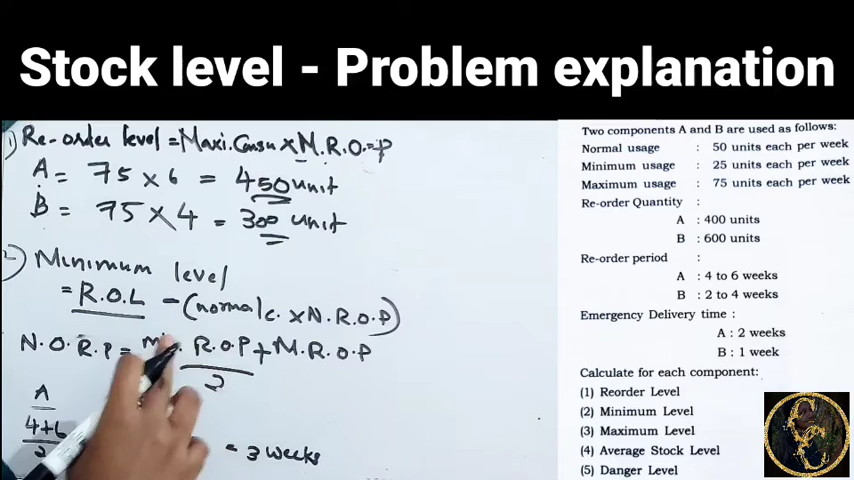 Stock level - Problem explanation
1) Re-order level = Maxi. Consu x M.R.O.P
A = 75 x 6 = 450 unit
B = 75 x 4 = 300 unit
2) Minimum level
= R.O.L - (normal c. x N.R.O.P)
N.O.R.P = R.O.P + M.R.O.P
2
A
4+6
2
= 3 weeks
Two components A and B are used as follows:
Normal usage : 50 units each per week
Minimum usage : 25 units each per week
Maximum usage : 75 units each per week
Re-order Quantity :
A : 400 units
B : 600 units
Re-order period :
A : 4 to 6 weeks
B : 2 to 4 weeks
Emergency Delivery time :
A : 2 weeks
B : 1 week
Calculate for each component:
(1) Reorder Level
(2) Minimum Level
(3) Maximum Level
(4) Average Stock Level
(5) Danger Level